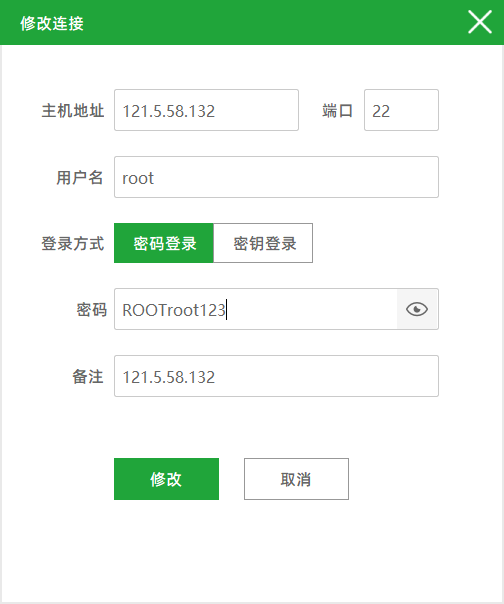 修改连接
主机地址 121.5.58.132 端口 22
用户名 root
登录方式 密码登录 密钥登录
密码 ROOTroot123
备注 121.5.58.132
修改 取消